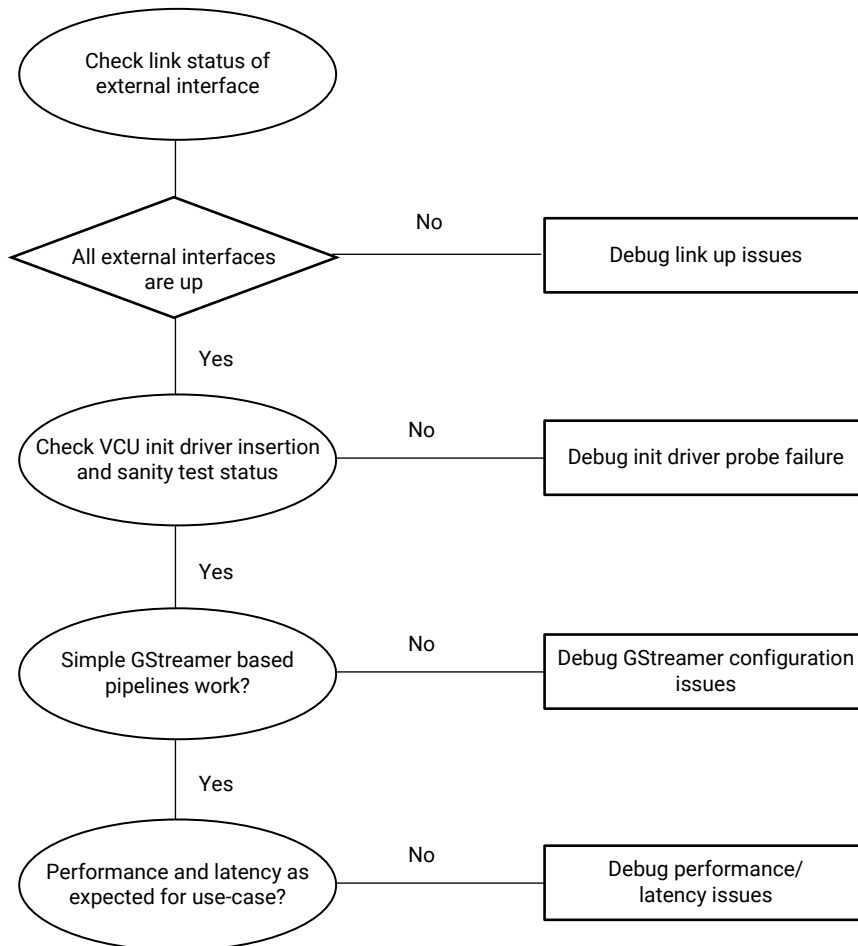 Check link status of
external interface
No
All external interfaces
are up
Debug link up issues
Yes
Check VCU init driver insertion
and sanity test status
No
Debug init driver probe failure
Yes
Simple GStreamer based
pipelines work?
No
Debug GStreamer configuration
issues
Yes
Performance and latency as
expected for use-case?
No
Debug performance/
latency issues